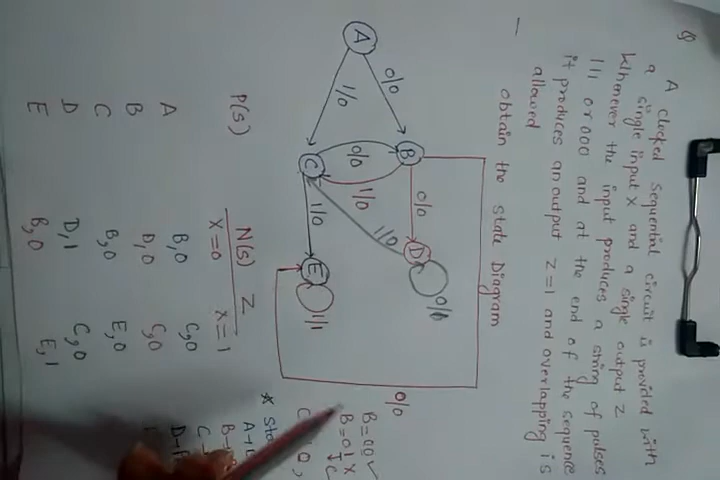 Q A Clocked Sequential circuit is provided with
a single input X and a single output Z
Whenever the input produces a string of pulses
111 or 000 and at the end of the sequence
it produces an output Z=1 and overlapping is
allowed
— obtain the state Diagram
A
0/0
1/0
B
C
0/0
1/0
0/0
1/0
1/0
D
E
0/0
1/1
0/0
P(S) N(S) Z
X=0 X=1
A B,0 C,0
B D,0 C,0
C B,0 E,0
D D,1 C,0
E B,0 E,1
B=00 ✓
B=01 X
C
* Sta
A→
B→
C→
D→